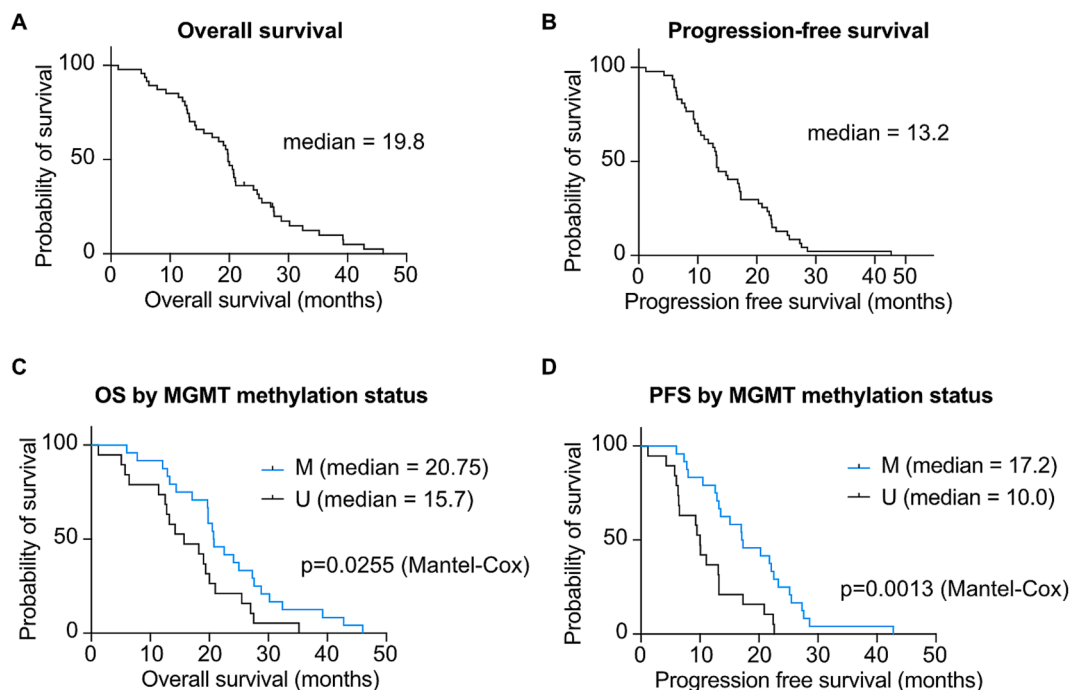 A
Overall survival
Probability of survival
100
50
0
median = 19.8
0 10 20 30 40 50
Overall survival (months)
B
Progression-free survival
Probability of survival
100
50
0
median = 13.2
0 10 20 30 40 50
Progression free survival (months)
C
OS by MGMT methylation status
Probability of survival
100
50
0
M (median = 20.75)
U (median = 15.7)
p=0.0255 (Mantel-Cox)
0 10 20 30 40 50
Overall survival (months)
D
PFS by MGMT methylation status
Probability of survival
100
50
0
M (median = 17.2)
U (median = 10.0)
p=0.0013 (Mantel-Cox)
0 10 20 30 40 50
Progression free survival (months)